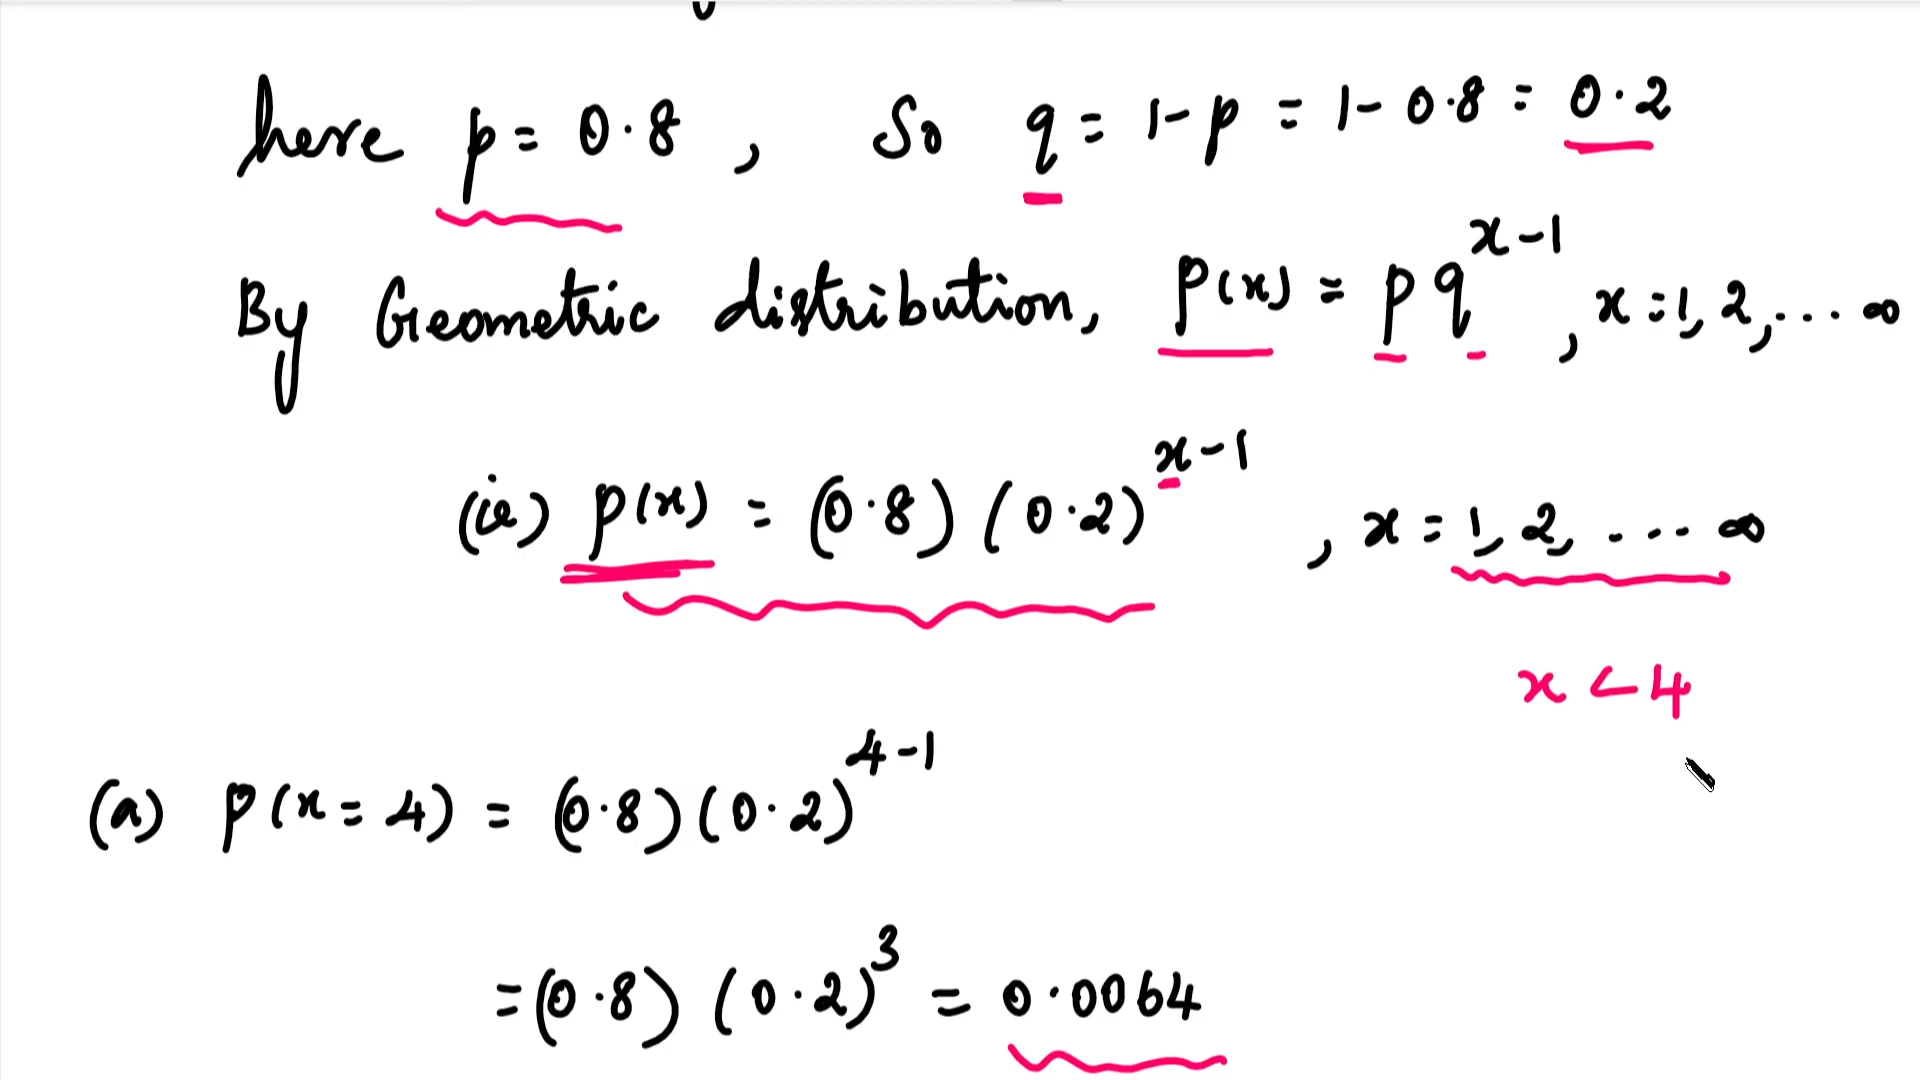 here p = 0.8 , So q = 1-p = 1-0.8 = 0.2
By Geometric distribution, P(x) = p q^{x-1} , x = 1, 2, ... ∞
(ie) P(x) = (0.8) (0.2)^{x-1} , x = 1, 2, .... ∞
x < 4
(a) P(x = 4) = (0.8) (0.2)^{4-1}
= (0.8) (0.2)^3 = 0.0064